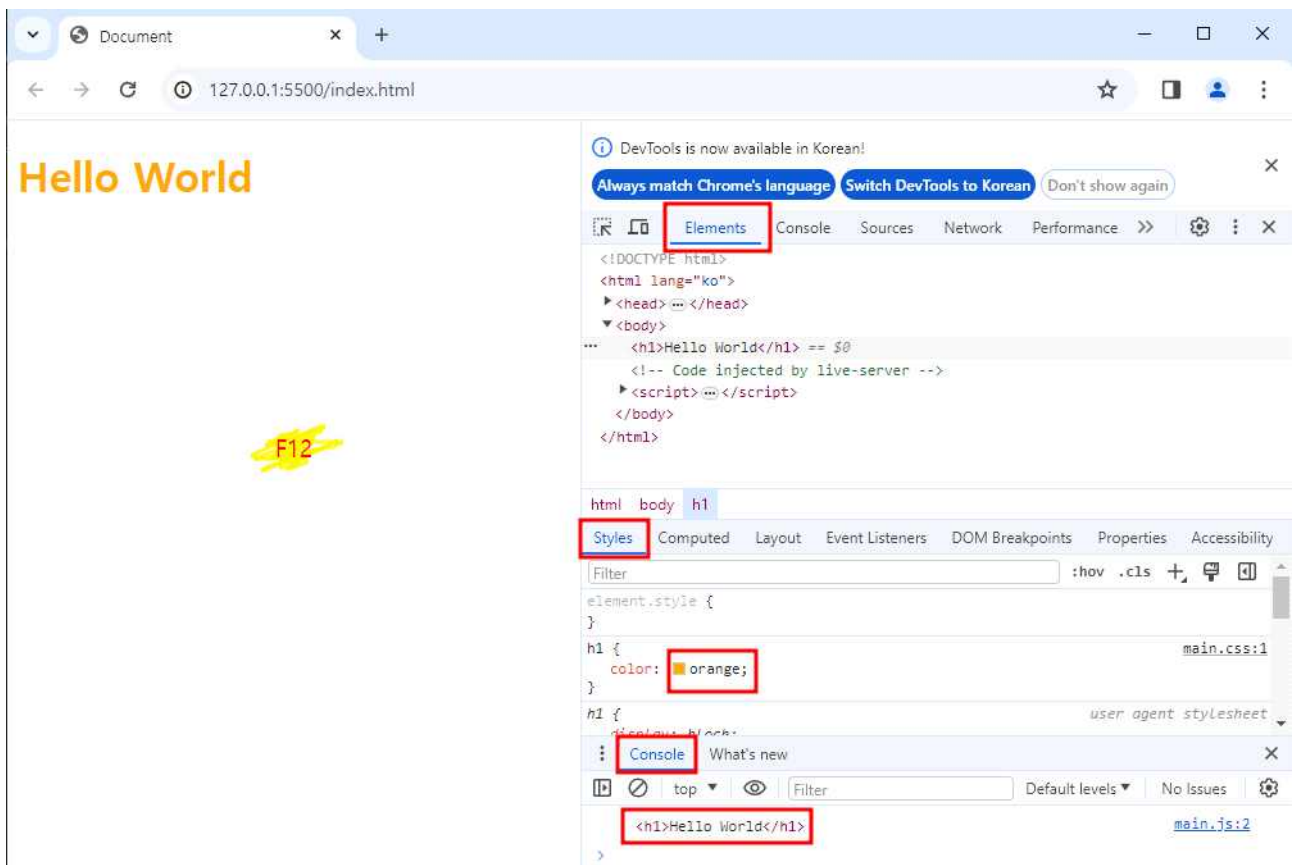 Document
127.0.0.1:5500/index.html
Hello World
F12
DevTools is now available in Korean!
Always match Chrome's language Switch DevTools to Korean Don't show again
Elements Console Sources Network Performance >>
<!DOCTYPE html>
<html lang="ko">
▶<head>…</head>
▼<body>
··· <h1>Hello World</h1> == $0
<!-- Code injected by live-server -->
▶<script>…</script>
</body>
</html>
html body h1
Styles Computed Layout Event Listeners DOM Breakpoints Properties Accessibility
Filter :hov .cls
element.style {
}
h1 { main.css:1
color: orange;
}
h1 { user agent stylesheet
display: block;
Console What's new
top ▼ Filter Default levels ▼ No Issues
<h1>Hello World</h1> main.js:2
>